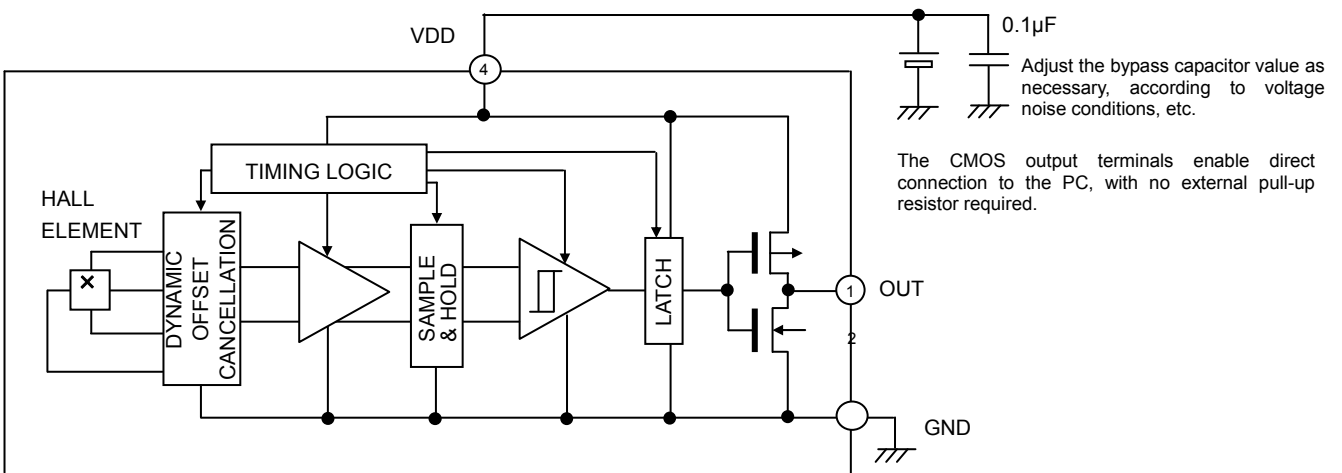 VDD
0.1µF
4
Adjust the bypass capacitor value as
necessary, according to voltage
noise conditions, etc.
The CMOS output terminals enable direct
connection to the PC, with no external pull-up
resistor required.
TIMING LOGIC
HALL
ELEMENT
×
DYNAMIC
OFFSET
CANCELLATION
SAMPLE
& HOLD
LATCH
1
OUT
2
GND